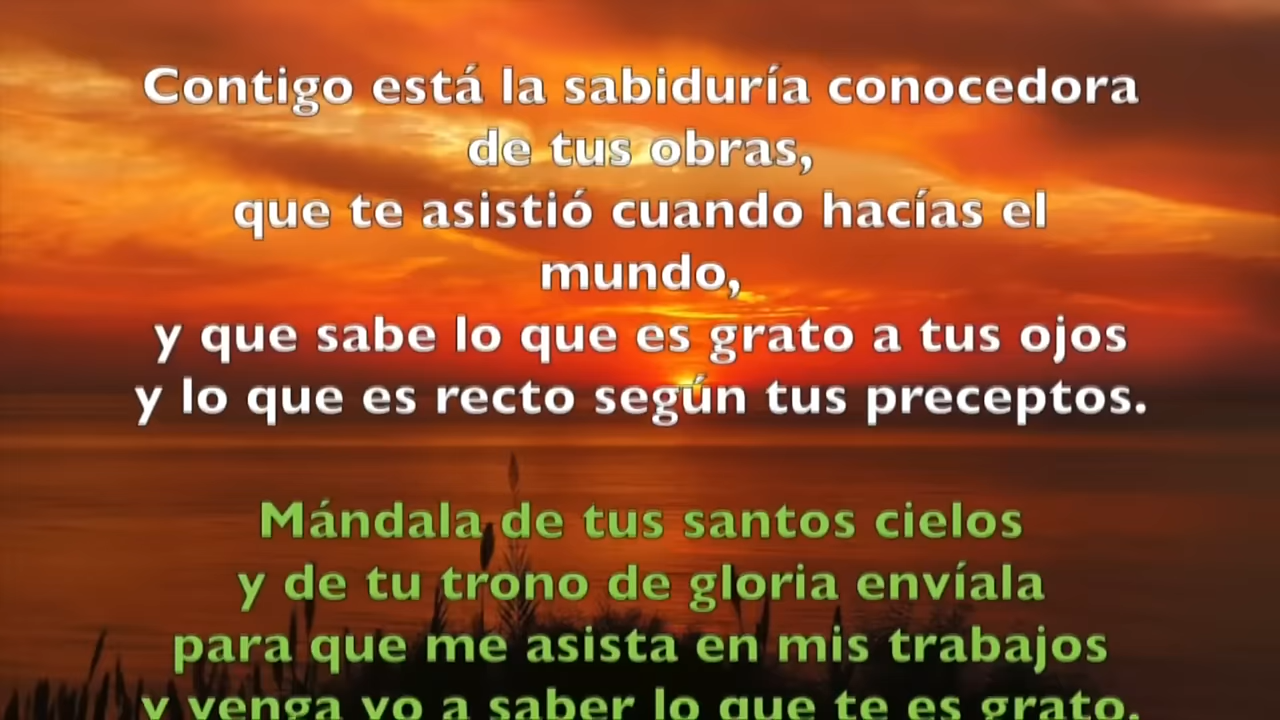 Contigo está la sabiduría conocedora
de tus obras,
que te asistió cuando hacías el
mundo,
y que sabe lo que es grato a tus ojos
y lo que es recto según tus preceptos.
Mándala de tus santos cielos
y de tu trono de gloria envíala
para que me asista en mis trabajos
y venga yo a saber lo que te es grato.